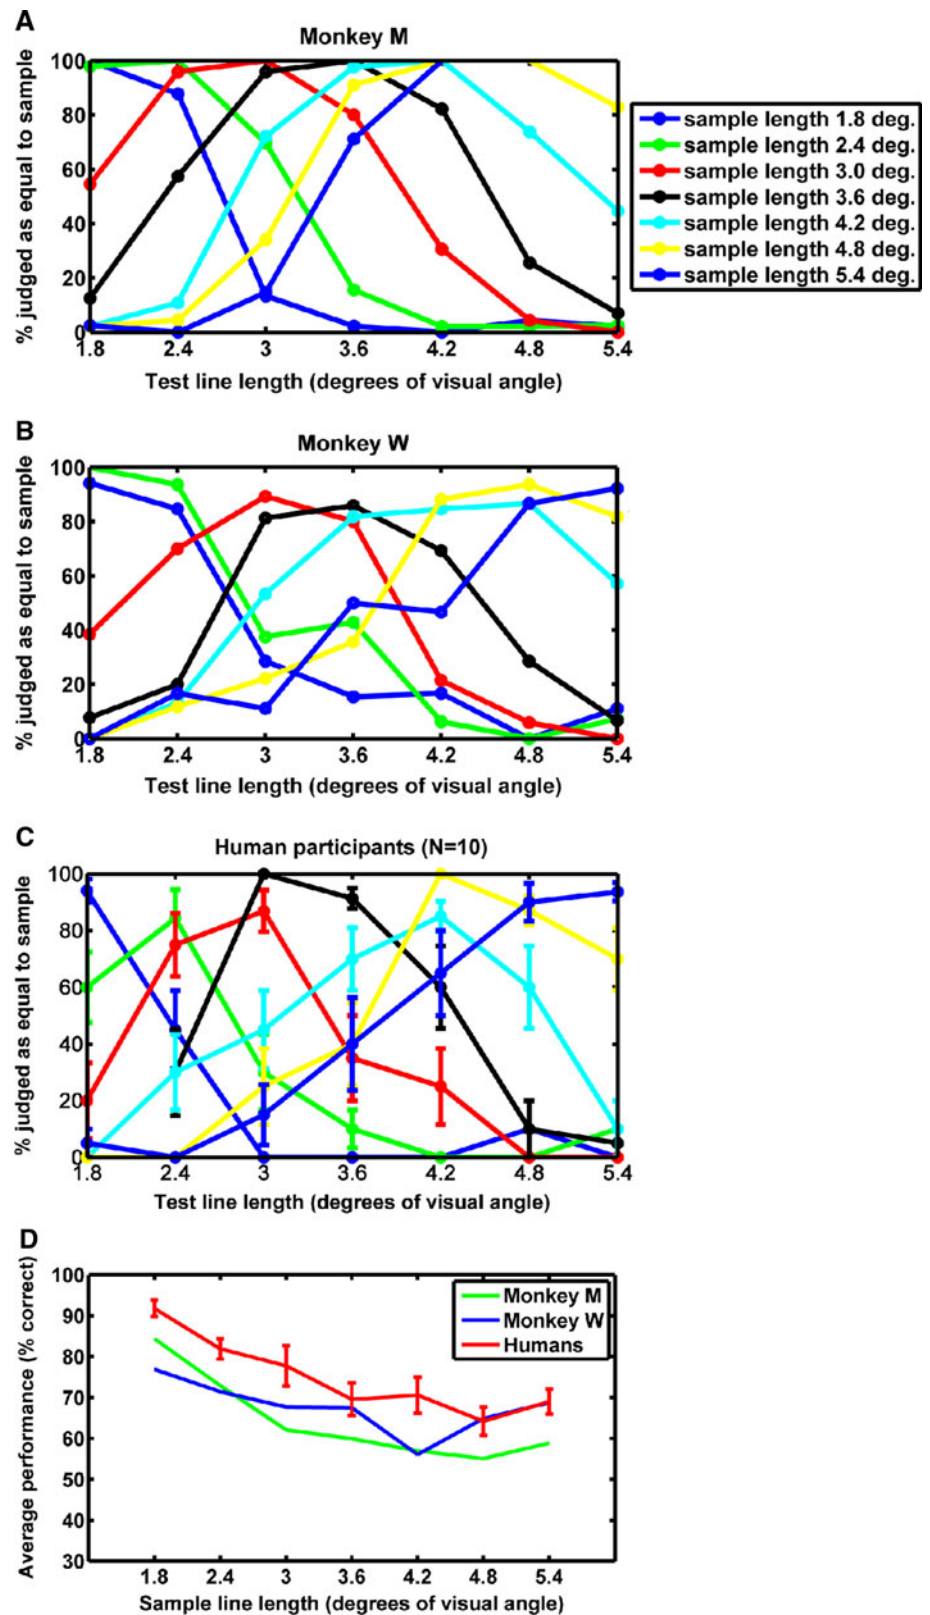 A
Monkey M
% judged as equal to sample
100
80
60
40
20
0
1.8 2.4 3 3.6 4.2 4.8 5.4
Test line length (degrees of visual angle)
sample length 1.8 deg.
sample length 2.4 deg.
sample length 3.0 deg.
sample length 3.6 deg.
sample length 4.2 deg.
sample length 4.8 deg.
sample length 5.4 deg.
B
Monkey W
% judged as equal to sample
100
80
60
40
20
0
1.8 2.4 3 3.6 4.2 4.8 5.4
Test line length (degrees of visual angle)
C
Human participants (N=10)
% judged as equal to sample
100
80
60
40
20
0
1.8 2.4 3 3.6 4.2 4.8 5.4
Test line length (degrees of visual angle)
D
Average performance (% correct)
100
90
80
70
60
50
40
30
1.8 2.4 3 3.6 4.2 4.8 5.4
Sample line length (degrees of visual angle)
Monkey M
Monkey W
Humans